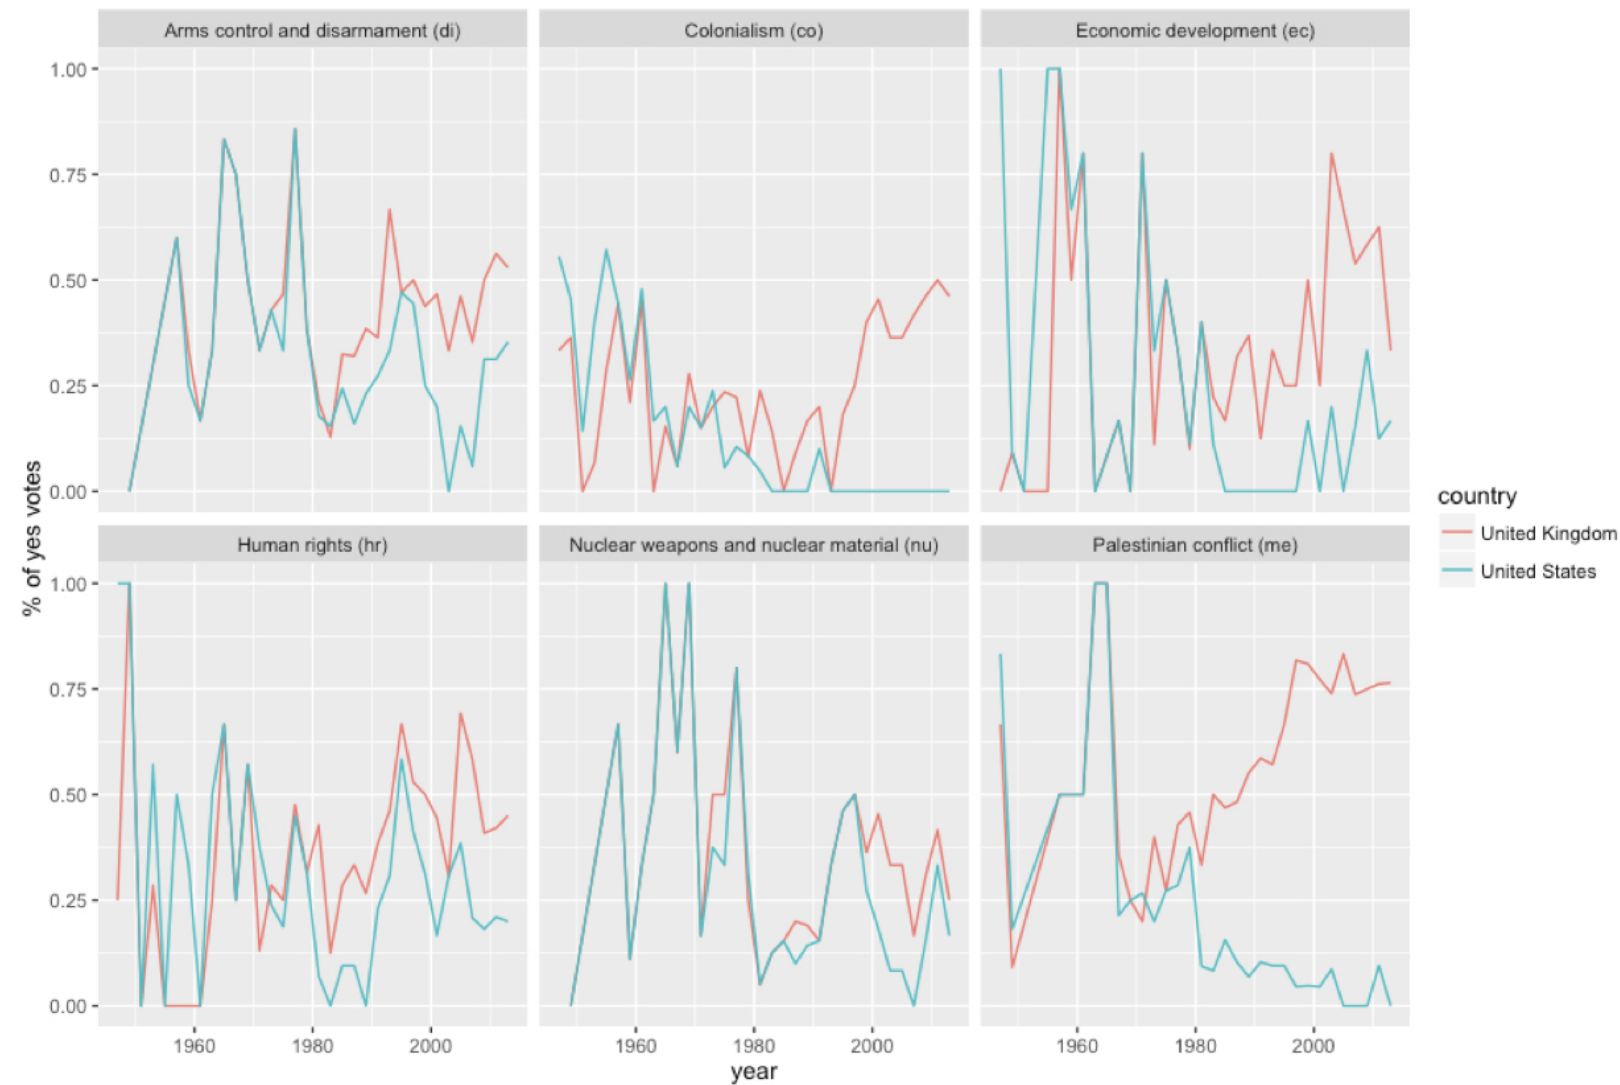 Arms control and disarmament (di)
Colonialism (co)
Economic development (ec)
1.00
0.75
0.50
0.25
0.00
Human rights (hr)
Nuclear weapons and nuclear material (nu)
Palestinian conflict (me)
1.00
0.75
0.50
0.25
0.00
1960 1980 2000
1960 1980 2000
1960 1980 2000
year
% of yes votes
country
United Kingdom
United States